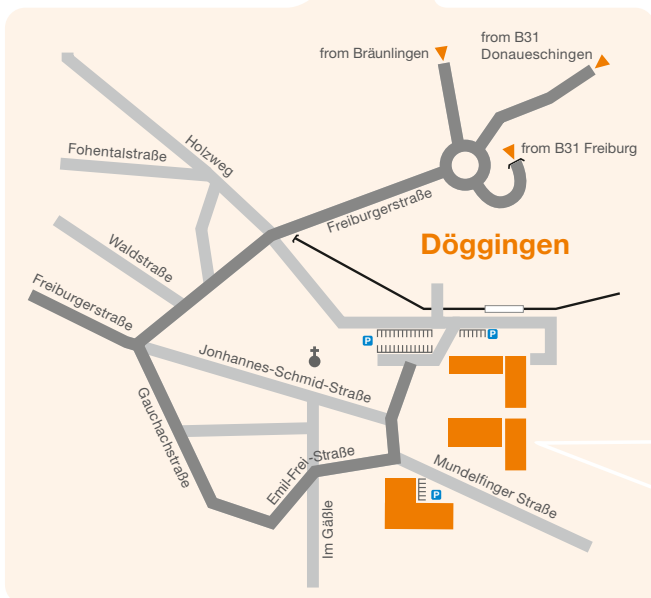 from B31
Donaueschingen
from Bräunlingen
from B31 Freiburg
Holzweg
Fohentalstraße
Freiburgerstraße
Döggingen
Waldstraße
Freiburgerstraße
P
P
Jonhannes-Schmid-Straße
Gauchachstraße
Emil-Frei-Straße
Mundelfinger Straße
P
Im Gäßle